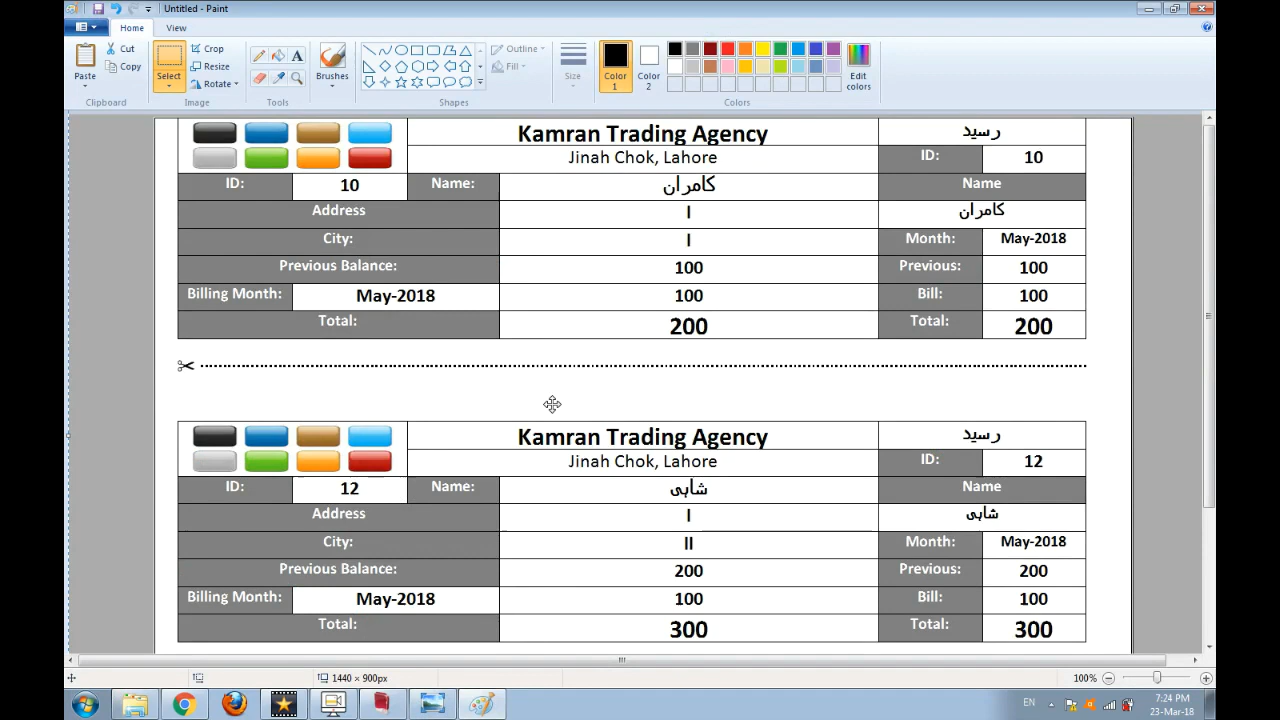 Untitled - Paint
Home View
Paste Cut Copy
Clipboard
Select Crop Resize Rotate
Image
A
Tools
Brushes
Outline Fill
Shapes
Size
Color 1
Color 2
Edit colors
Colors
Kamran Trading Agency رسید
Jinah Chok, Lahore ID: 10
ID: 10 Name: کامران Name
Address ا کامران
City: ا Month: May-2018
Previous Balance: 100 Previous: 100
Billing Month: May-2018 100 Bill: 100
Total: 200 Total: 200
Kamran Trading Agency رسید
Jinah Chok, Lahore ID: 12
ID: 12 Name: شاہی Name
Address ا شاہی
City: اا Month: May-2018
Previous Balance: 200 Previous: 200
Billing Month: May-2018 100 Bill: 100
Total: 300 Total: 300
1440 × 900px 100%
EN 7:24 PM
23-Mar-18